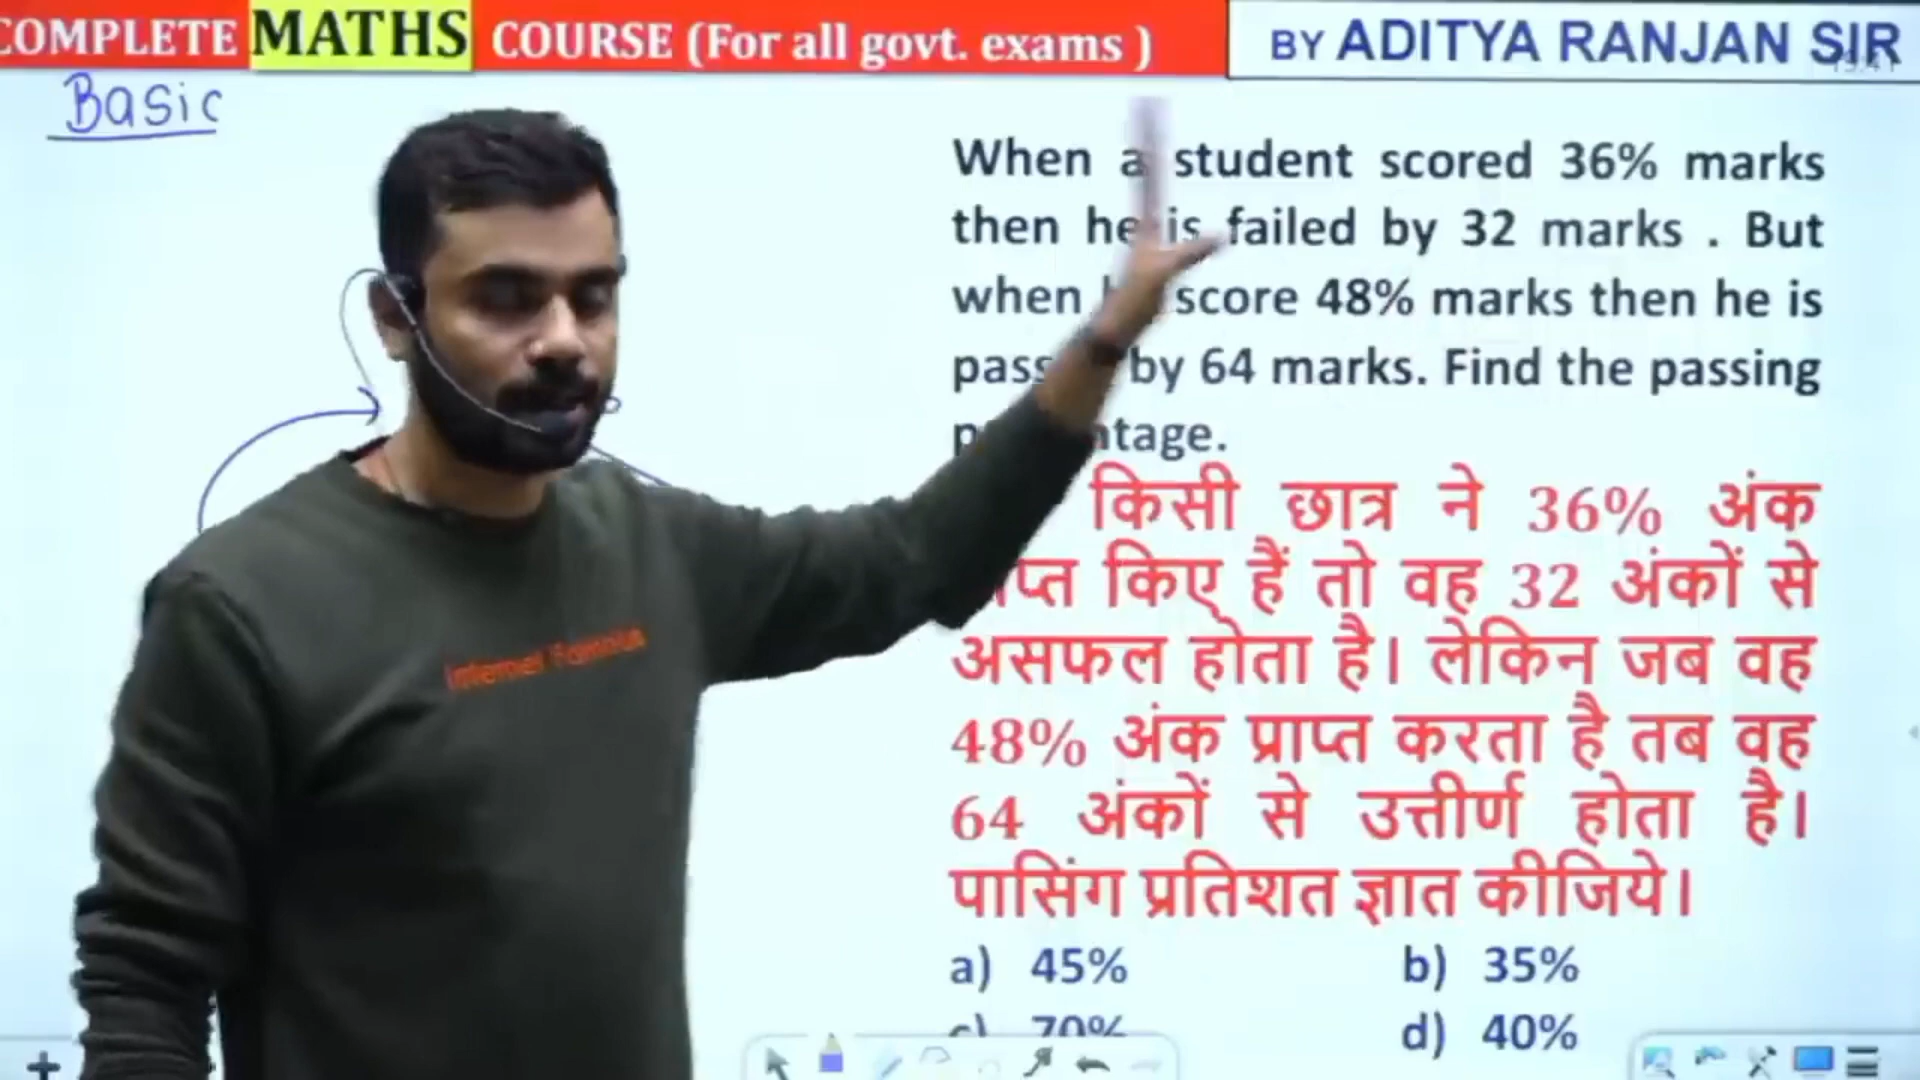 COMPLETE MATHS COURSE (For all govt. exams )
BY ADITYA RANJAN SIR
Basic
When a student scored 36% marks
then he is failed by 32 marks . But
when score 48% marks then he is
by 64 marks. Find the passing
किसी छात्र ने 36% अंक
किए हैं तो वह 32 अंकों से
असफल होता है। लेकिन जब वह
48% अंक प्राप्त करता है तब वह
64 अंकों से उत्तीर्ण होता है।
पासिंग प्रतिशत ज्ञात कीजिये।
a) 45%
b) 35%
c) 70%
d) 40%